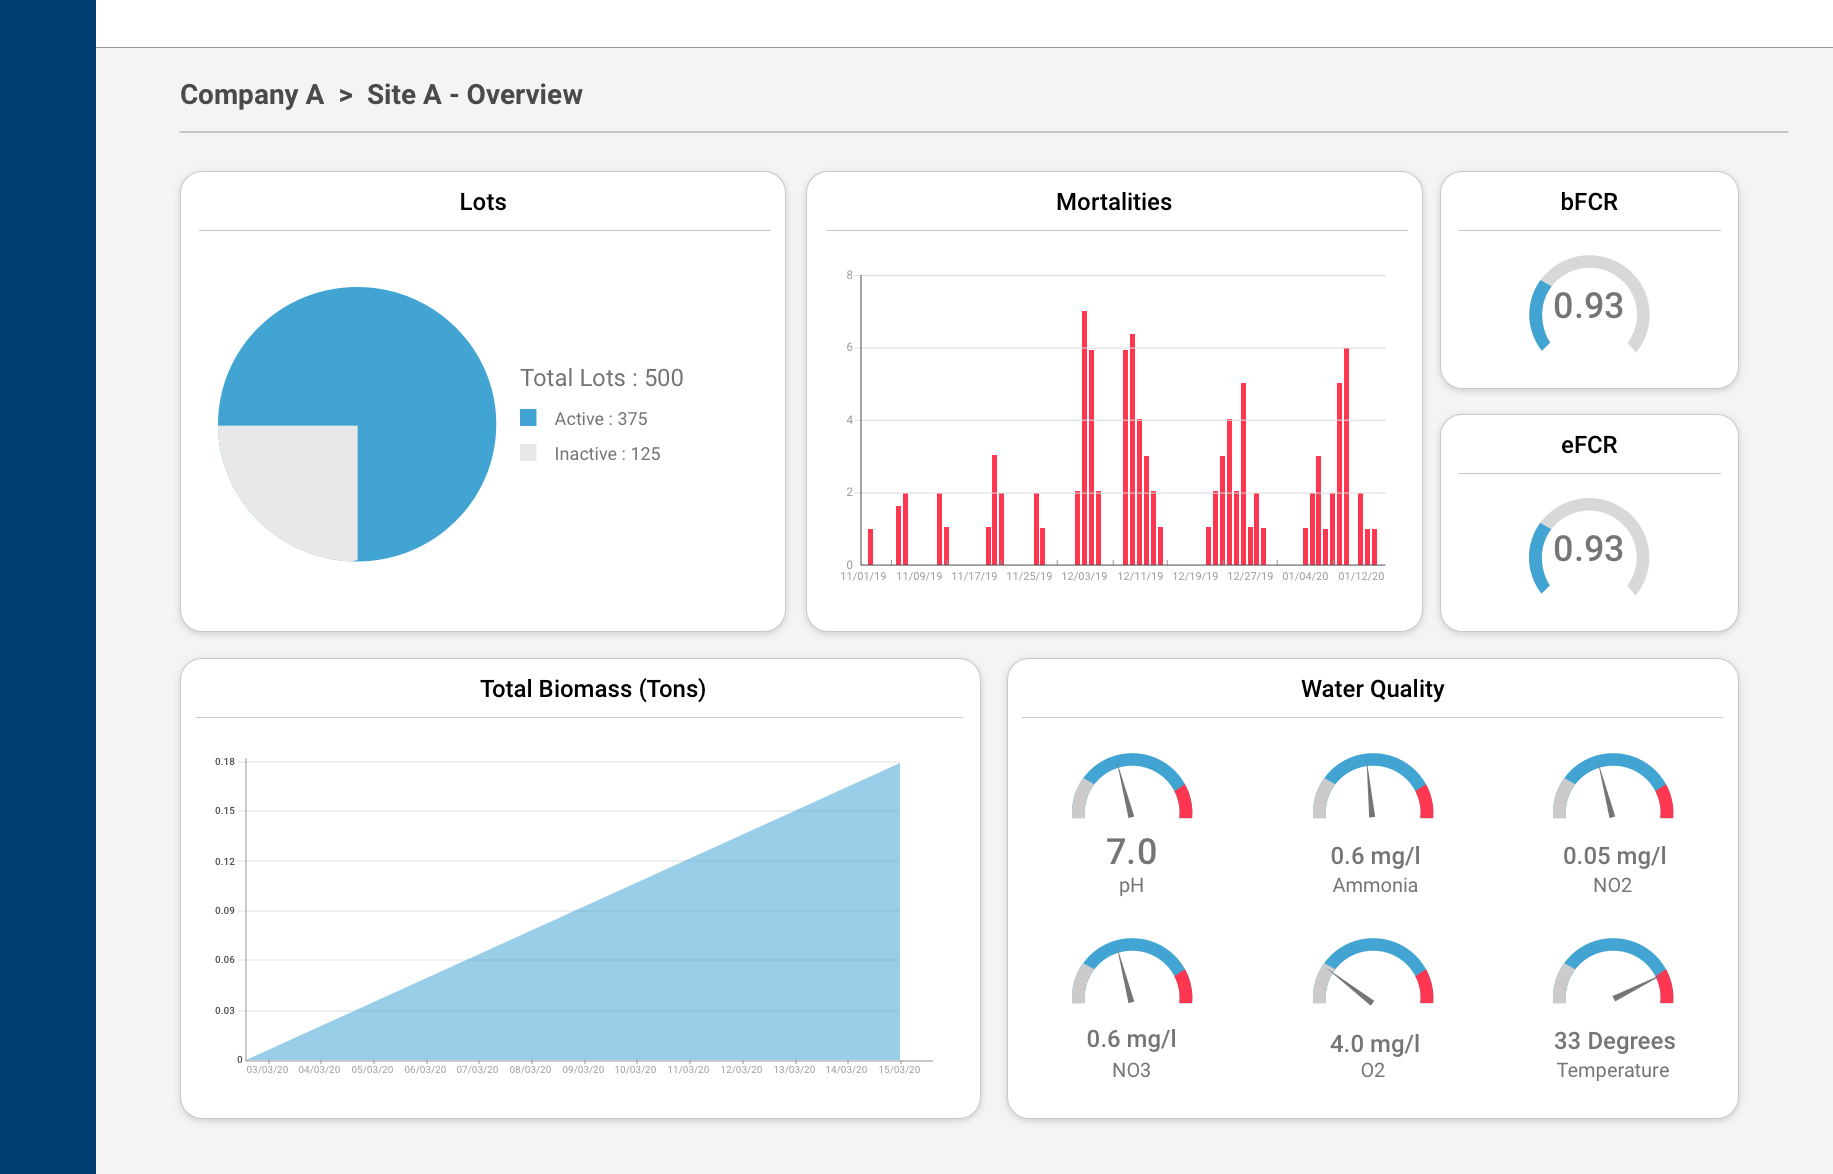 Company A > Site A - Overview
Lots
Total Lots : 500
Active : 375
Inactive : 125
Mortalities
8
6
4
2
0
11/01/19 11/09/19 11/17/19 11/25/19 12/03/19 12/11/19 12/19/19 12/27/19 01/04/20 01/12/20
bFCR
0.93
eFCR
0.93
Total Biomass (Tons)
0.18
0.15
0.12
0.09
0.06
0.03
0
03/03/20 04/03/20 05/03/20 06/03/20 07/03/20 08/03/20 09/03/20 10/03/20 11/03/20 12/03/20 13/03/20 14/03/20 15/03/20
Water Quality
7.0
pH
0.6 mg/l
Ammonia
0.05 mg/l
NO2
0.6 mg/l
NO3
4.0 mg/l
O2
33 Degrees
Temperature